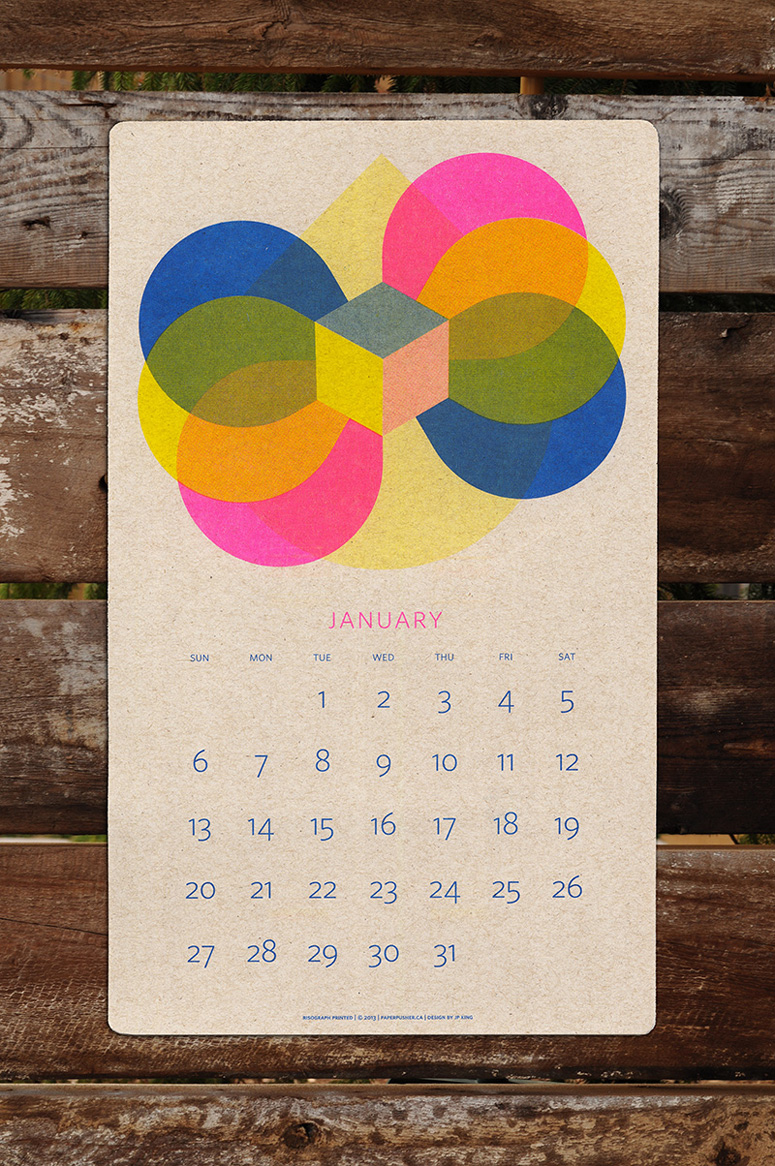 JANUARY
SUN MON TUE WED THU FRI SAT
1 2 3 4 5
6 7 8 9 10 11 12
13 14 15 16 17 18 19
20 21 22 23 24 25 26
27 28 29 30 31
RISOGRAPH PRINTED | © 2013 | PAPERPUSHER.CA | DESIGN BY JP KING